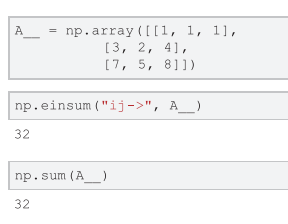 A__ = np.array([[1, 1, 1],
[3, 2, 4],
[7, 5, 8]])
np.einsum("ij->", A__)
32
np.sum(A__)
32